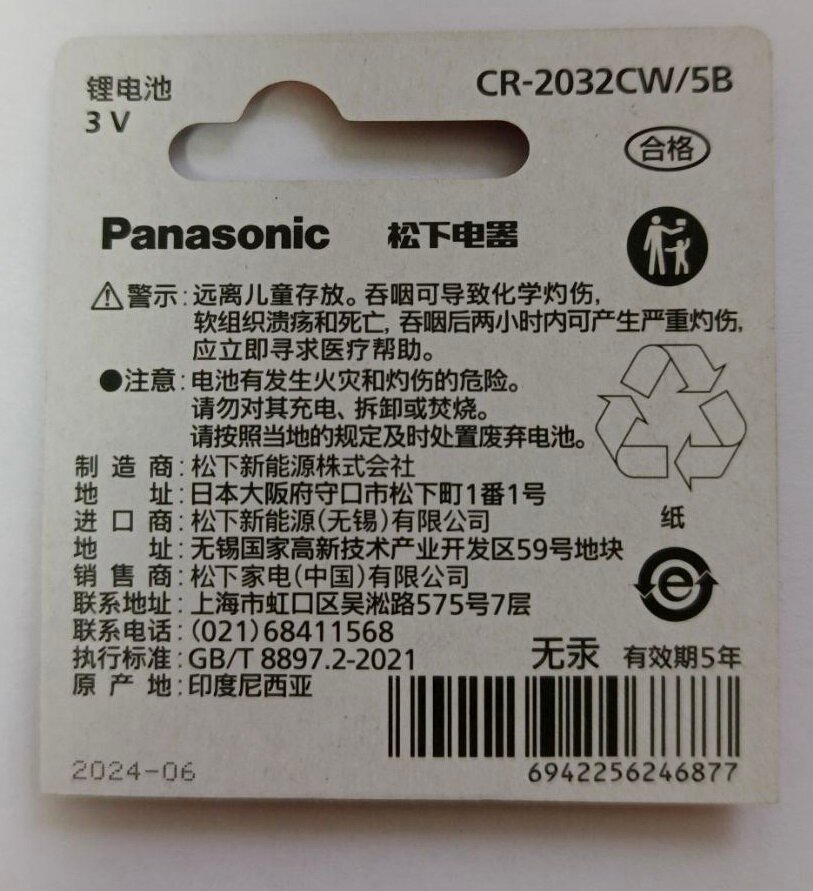 锂电池
3 V
CR-2032CW/5B
合格
Panasonic 松下电器
警示:远离儿童存放。吞咽可导致化学灼伤,
软组织溃疡和死亡, 吞咽后两小时内可产生严重灼伤,
应立即寻求医疗帮助。
●注意:电池有发生火灾和灼伤的危险。
请勿对其充电、拆卸或焚烧。
请按照当地的规定及时处置废弃电池。
制造商:松下新能源株式会社
地址:日本大阪府守口市松下町1番1号
进口商:松下新能源(无锡)有限公司
地址:无锡国家高新技术产业开发区59号地块
销售商:松下家电(中国)有限公司
联系地址:上海市虹口区吴淞路575号7层
联系电话:(021)68411568
执行标准:GB/T 8897.2-2021
原产地:印度尼西亚
纸
e
无汞 有效期5年
2024-06
6942256246877